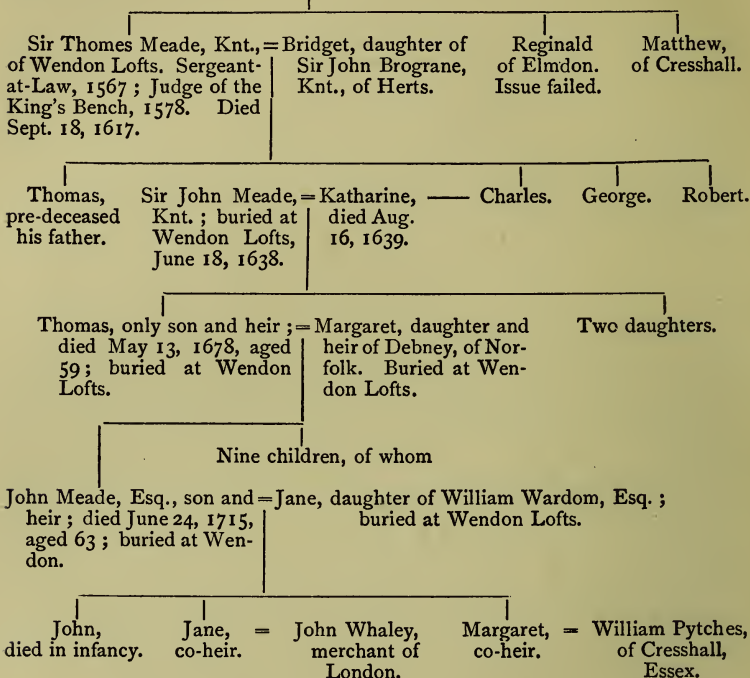 Sir Thomes Meade, Knt., = Bridget, daughter of
of Wendon Lofts. Sergeant-
at-Law, 1567 ; Judge of the
King's Bench, 1578. Died
Sept. 18, 1617.
Sir John Brograne,
Knt., of Herts.
Reginald
of Elmdon.
Issue failed.
Matthew,
of Cresshall.
Thomas,
pre-deceased
his father.
Sir John Meade, = Katharine,
Knt. ; buried at
Wendon Lofts,
June 18, 1638.
died Aug.
16, 1639.
— Charles.
George.
Robert.
Thomas, only son and heir ; = Margaret, daughter and
died May 13, 1678, aged
59 ; buried at Wendon
Lofts.
heir of Debney, of Nor-
folk. Buried at Wen-
don Lofts.
Two daughters.
Nine children, of whom
John Meade, Esq., son and = Jane, daughter of William Wardom, Esq. ;
heir ; died June 24, 1715,
aged 63 ; buried at Wen-
don.
buried at Wendon Lofts.
John,
died in infancy.
Jane, =
co-heir.
John Whaley,
merchant of
London.
Margaret, =
co-heir.
William Pytches,
of Cresshall,
Essex.